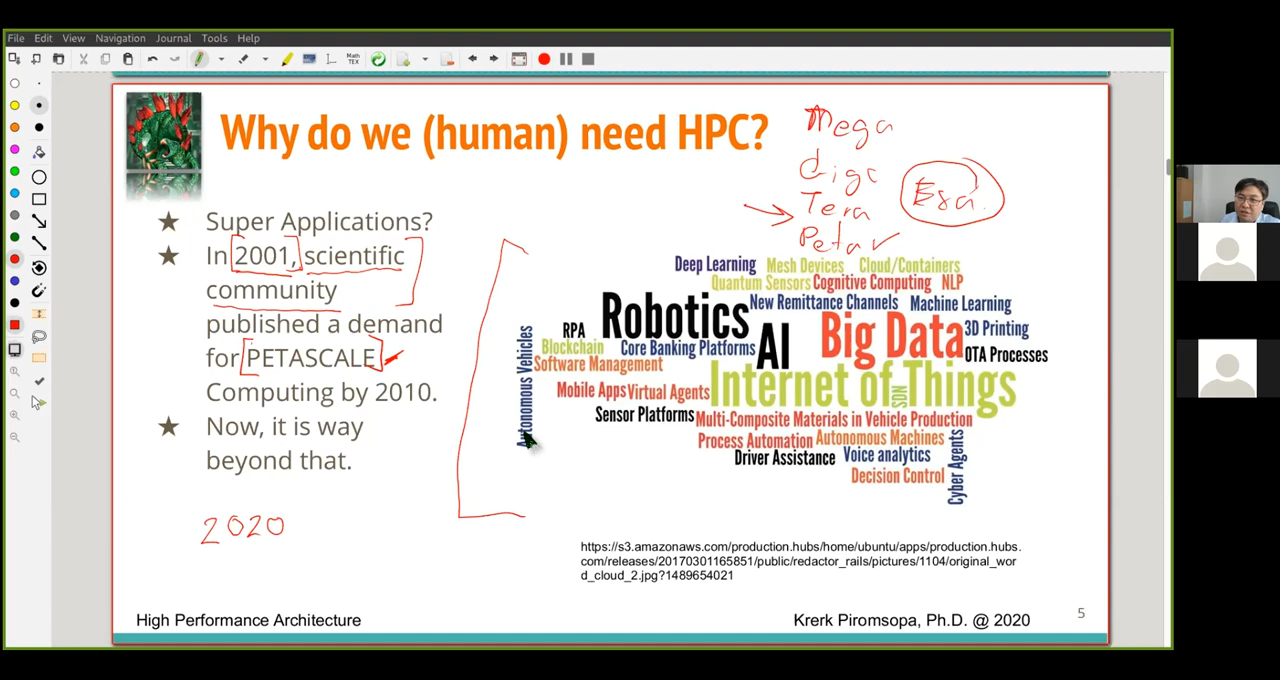 File Edit View Navigation Journal Tools Help
Math
TEX
Why do we (human) need HPC?
Mega
Giga
Tera
Peta
Exa
★ Super Applications?
★ In 2001, scientific
community
published a demand
for PETASCALE
Computing by 2010.
★ Now, it is way
beyond that.
2020
Deep Learning Mesh Devices Cloud/Containers
Quantum Sensors Cognitive Computing NLP
Robotics New Remittance Channels Machine Learning
RPA AI Big Data 3D Printing
Blockchain Core Banking Platforms OTA Processes
Autonomous Vehicles
Software Management
Internet of Things
SDN
Mobile Apps Virtual Agents
Sensor Platforms Multi-Composite Materials in Vehicle Production
Process Automation Autonomous Machines
Driver Assistance Voice analytics
Cyber Agents
Decision Control
https://s3.amazonaws.com/production.hubs/home/ubuntu/apps/production.hubs.
com/releases/20170301165851/public/redactor_rails/pictures/1104/original_wor
d_cloud_2.jpg?1489654021
5
High Performance Architecture
Krerk Piromsopa, Ph.D. @ 2020